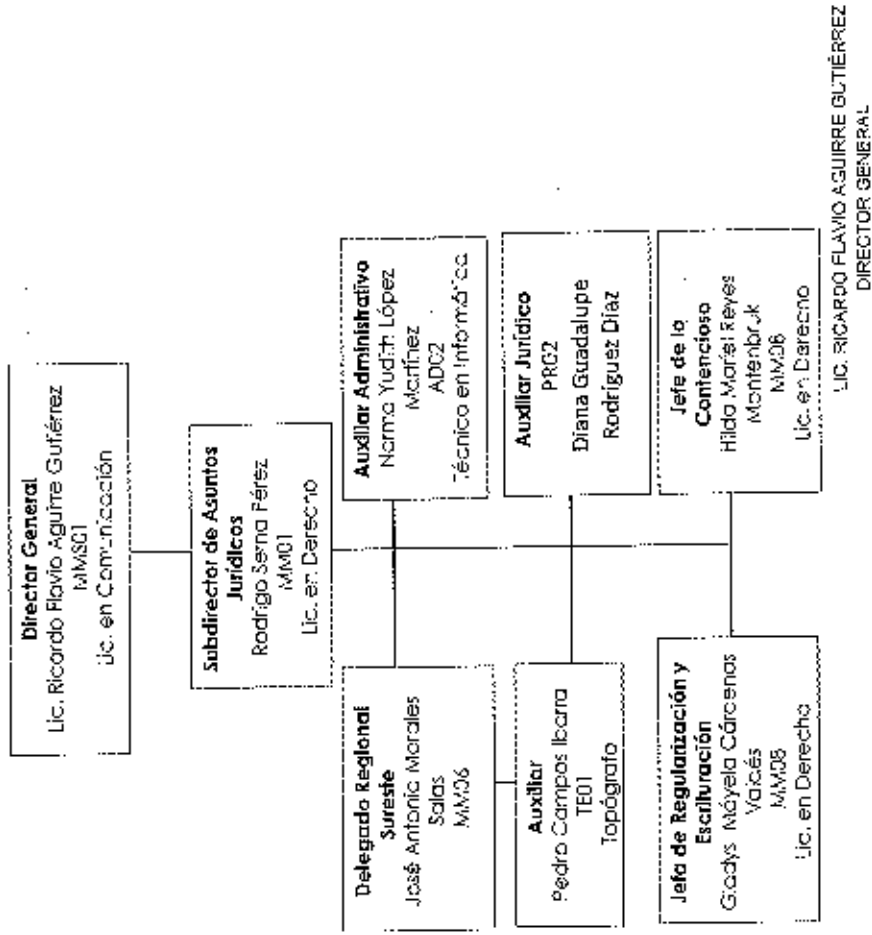 Director General
Lic. Ricardo Flavio Aguirre Gutiérrez
MMS01
Lic. en Comunicación
Subdirector de Asuntos
Jurídicos
Rodrigo Serna Pérez
MM01
Lic. en Derecho
Delegado Regional
Sureste
José Antonio Morales
Salas
MM06
Auxiliar Administrativo
Norma Yudith López
Martínez
AD02
Técnico en Informática
Auxiliar
Pedro Campos Ibarra
TE01
Topógrafo
Auxiliar Jurídico
PRG2
Diana Guadalupe
Rodríguez Díaz
Jefa de Regularización y
Escrituración
Gladys Mayela Cárdenas
Valdés
MM08
Lic. en Derecho
Jefe de lo
Contencioso
Hilda Mariel Reyes
Montenbruk
MM08
Lic. en Derecho
LIC. RICARDO FLAVIO AGUIRRE GUTIÉRREZ
DIRECTOR GENERAL